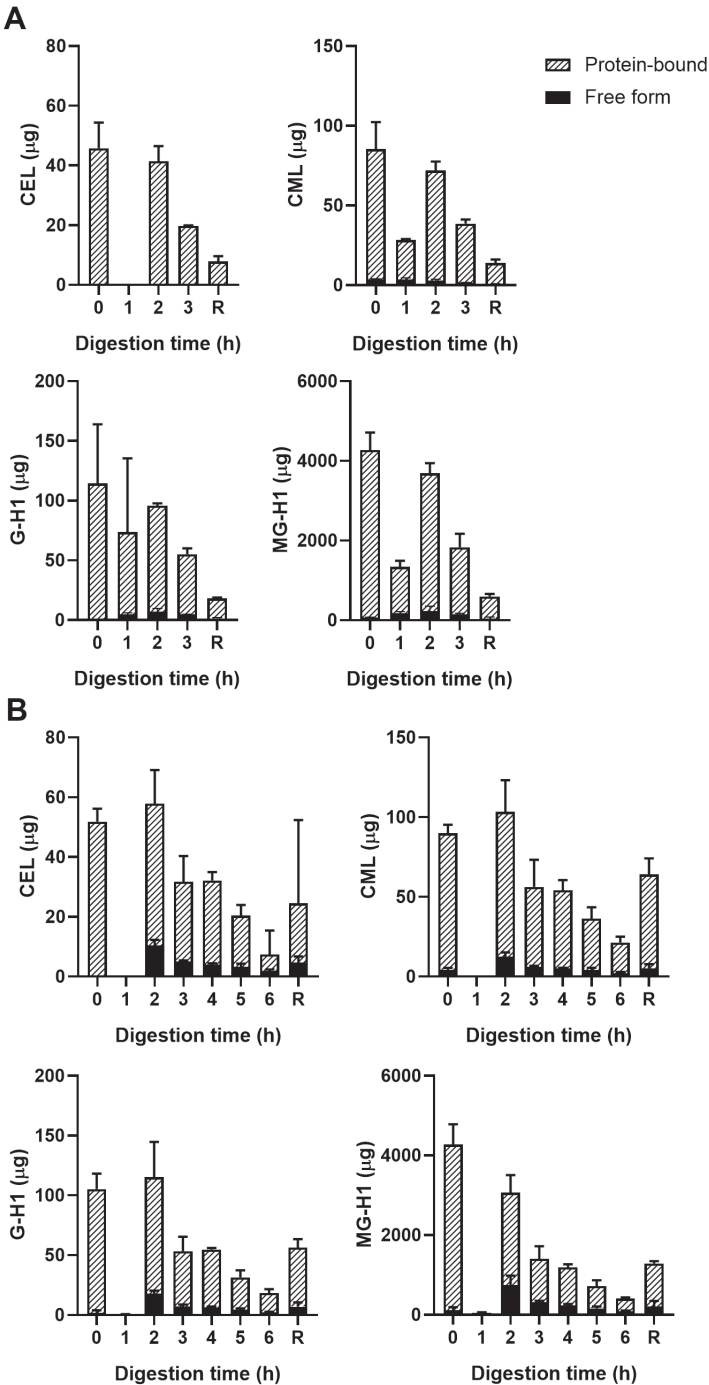 A
80
60
40
20
0
CEL (μg)
0 1 2 3 R
Digestion time (h)
150
100
50
0
CML (μg)
0 1 2 3 R
Digestion time (h)
Protein-bound
Free form
200
150
100
50
0
G-H1 (μg)
0 1 2 3 R
Digestion time (h)
6000
4000
2000
0
MG-H1 (μg)
0 1 2 3 R
Digestion time (h)
B
80
60
40
20
0
CEL (μg)
0 1 2 3 4 5 6 R
Digestion time (h)
150
100
50
0
CML (μg)
0 1 2 3 4 5 6 R
Digestion time (h)
200
150
100
50
0
G-H1 (μg)
0 1 2 3 4 5 6 R
Digestion time (h)
6000
4000
2000
0
MG-H1 (μg)
0 1 2 3 4 5 6 R
Digestion time (h)